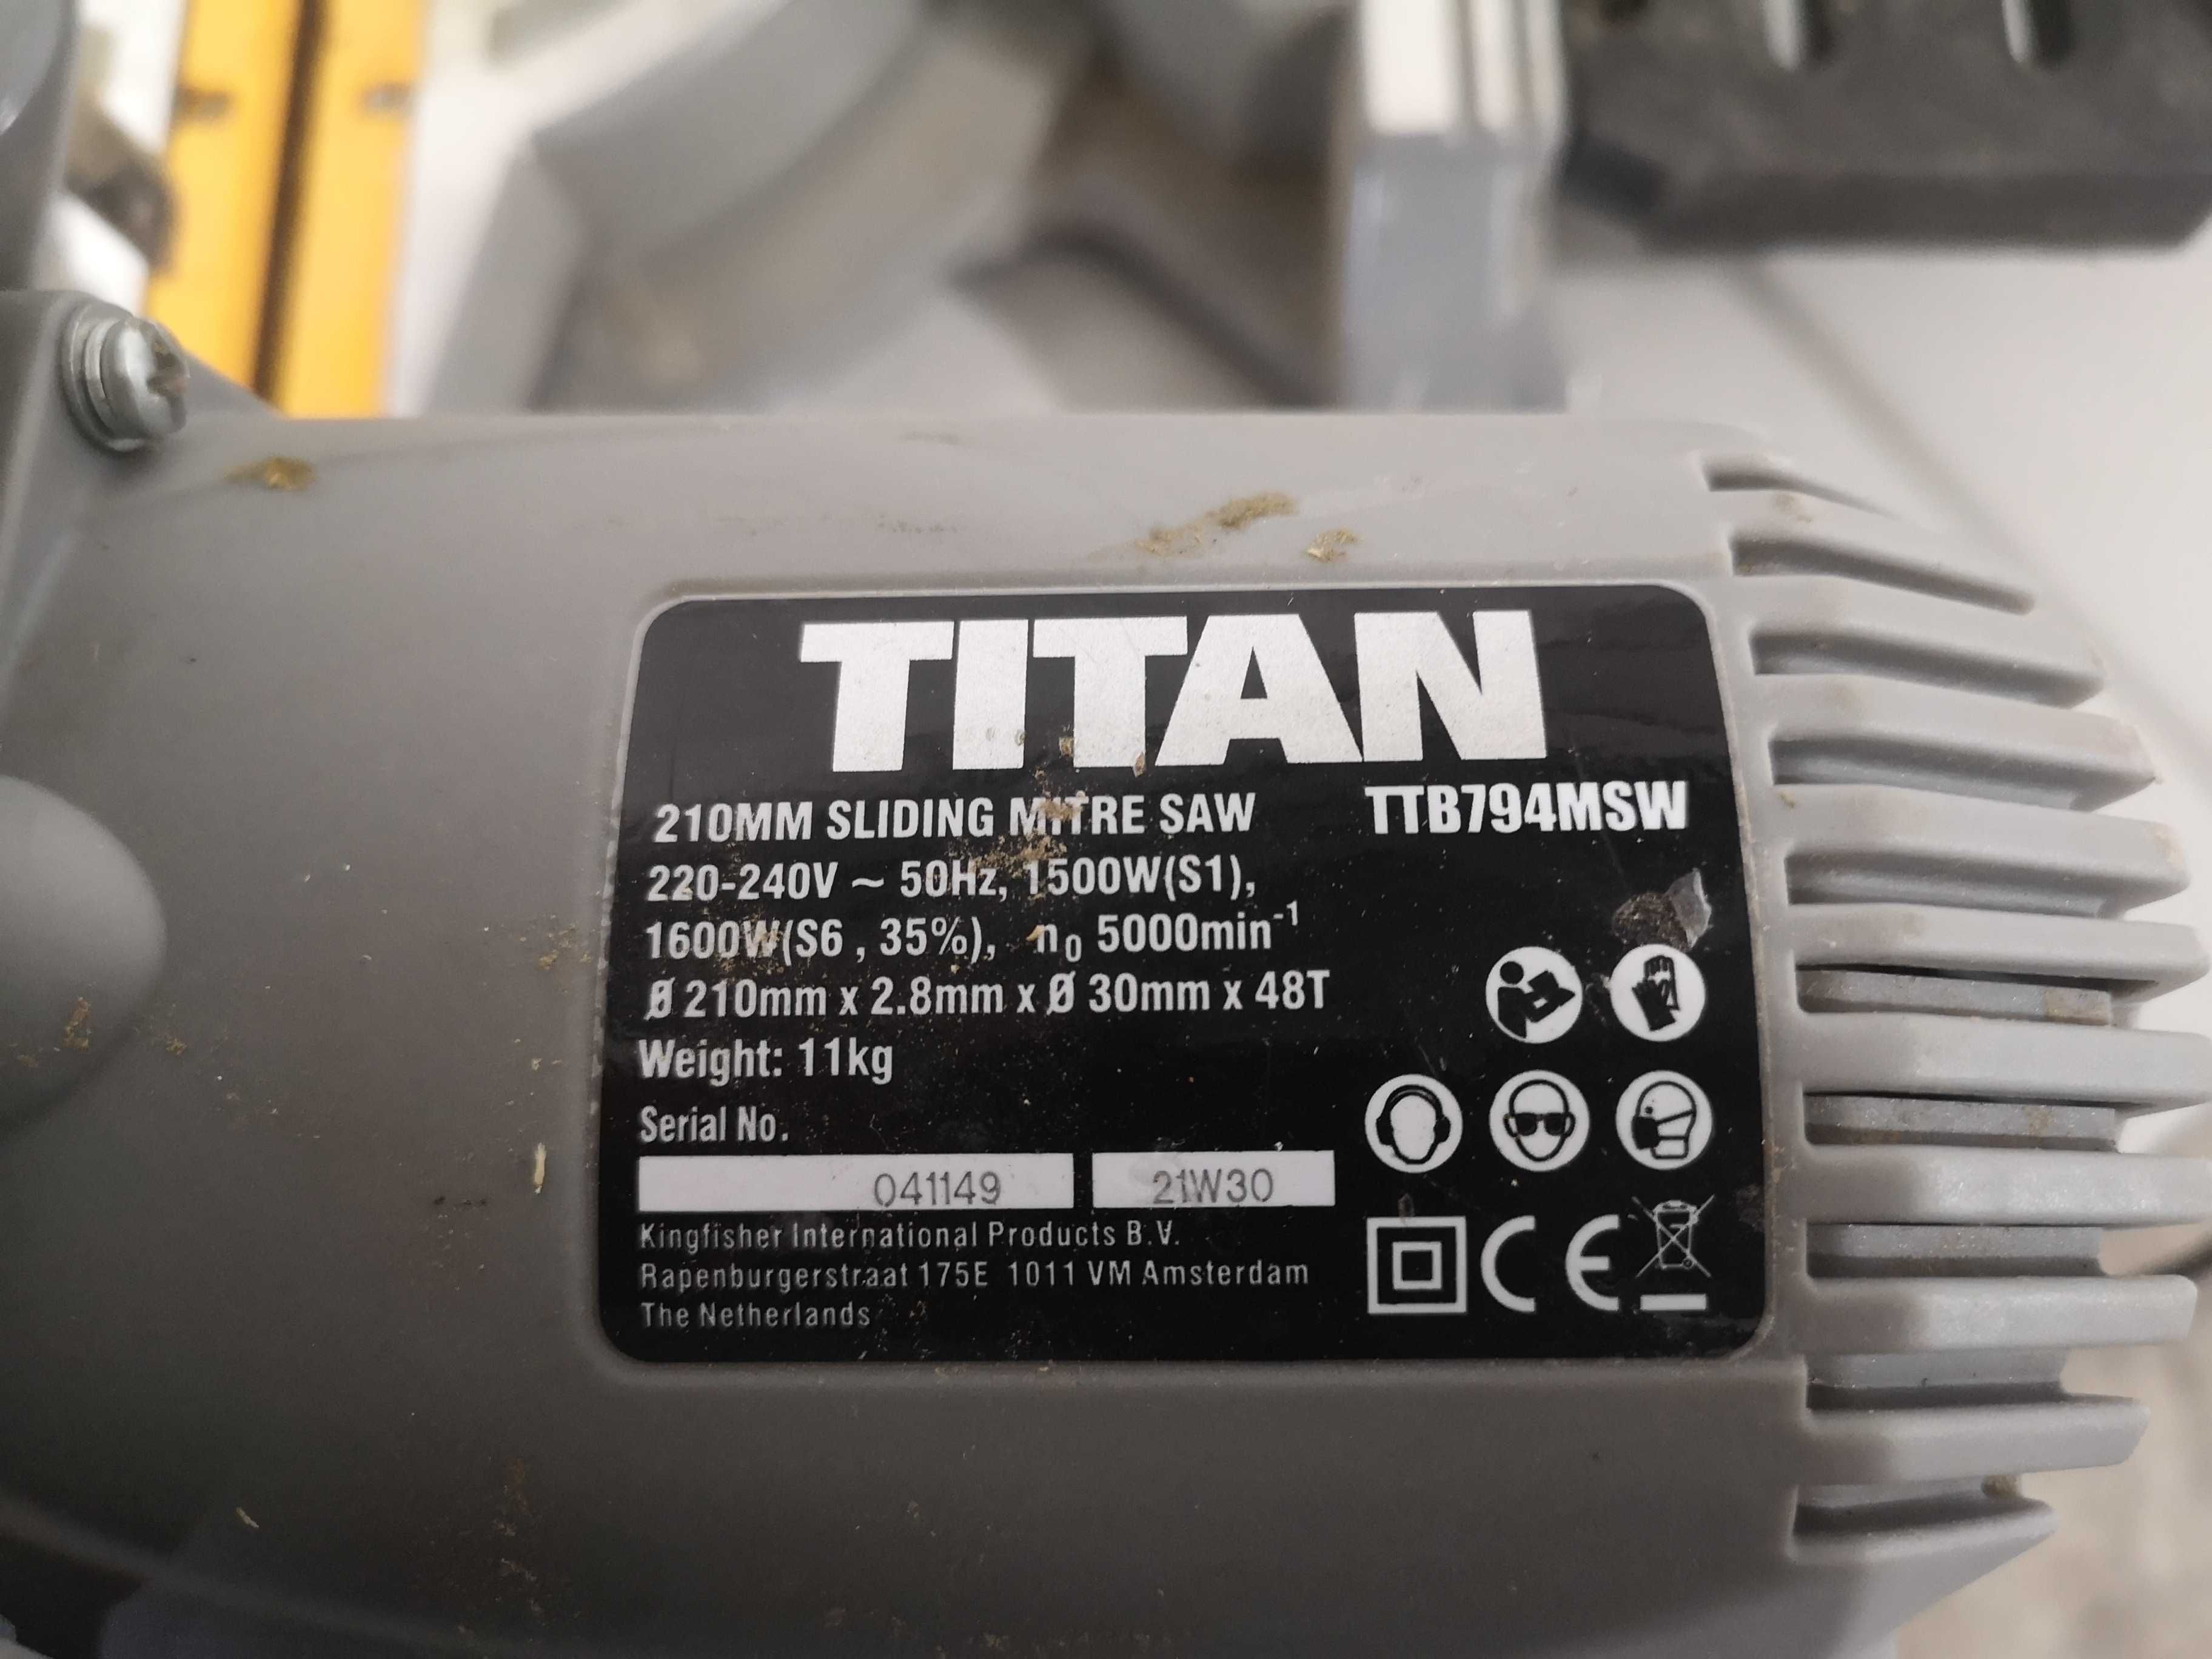 TITAN
210MM SLIDING MITRE SAW TTB794MSW
220-240V ~ 50Hz, 1500W(S1),
1600W(S6 , 35%), n₀ 5000min⁻¹
Ø 210mm x 2.8mm x Ø 30mm x 48T
Weight: 11kg
Serial No.
041149 21W30
Kingfisher International Products B.V.
Rapenburgerstraat 175E 1011 VM Amsterdam
The Netherlands
CE